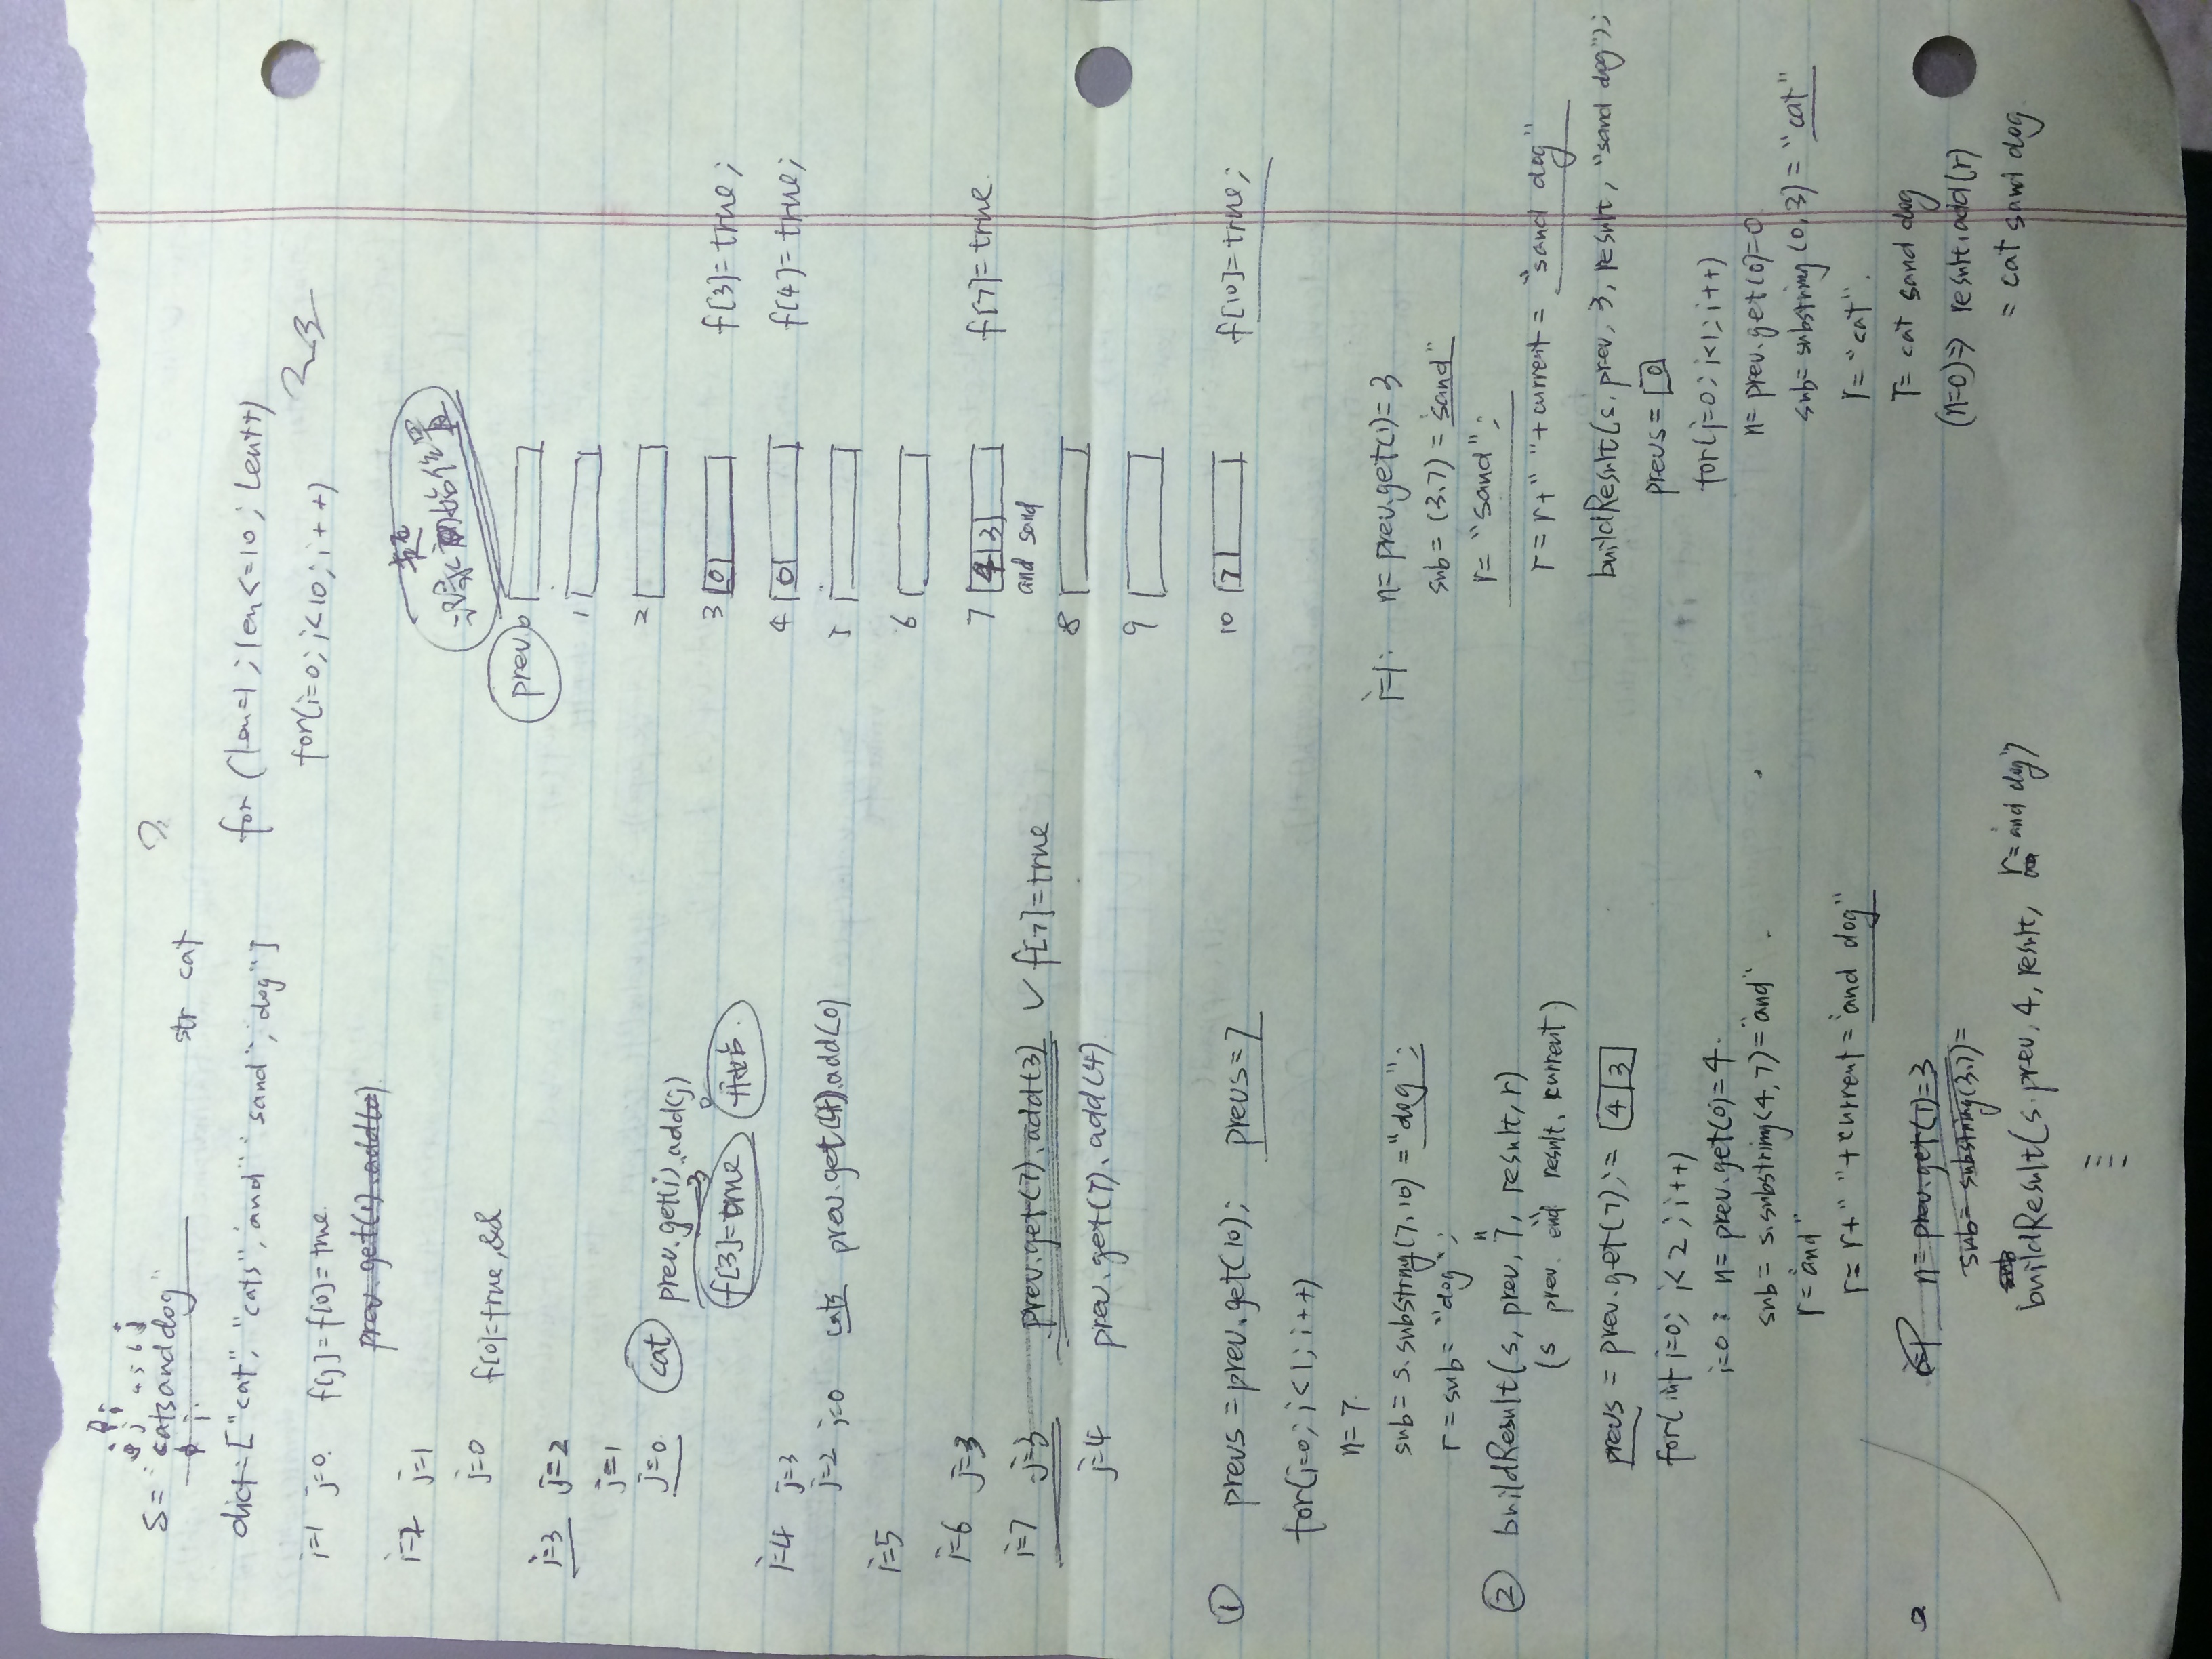 j j 4 5 6 j
S = "catsanddog"
i
str cat
dict = ["cat", "cats", "and" "sand", "dog"]
for (len=1; len<=10; len++)
for(i=0; i<10; i++)
i=1 j=0. f[j]=f[0]=true.
prev.get(1).add(0)
i=2 j=1
j=0 f[0]=true, &&
i=3 j=2
j=1
j=0 cat prev.get(i).add(j)
3 0
f[3]=true 开始.
i=4 j=3
j=2 j=0 cats prev.get(4).add(0)
i=5
i=6 j=3
i=7 j=3 prev.get(7).add(3) ✓ f[7]=true
j=4 prev.get(7).add(4)
记录初始位置
prev. 0
1
2
3 0 f[3]=true;
4 0 f[4]=true;
5
6
7 4 3 f[7]=true.
and sand
8
9
10 7 f[10]=true;
① prevs = prev.get(10); prevs=7
for(i=0; i<1; i++)
n=7.
sub = s.substring(7,10) = "dog";
r = sub = "dog";
n
② buildResult(s, prev, 7, result, r)
(s prev. end result, current)
prevs = prev.get(7); = 4 3
for(int i=0; i<2; i++)
i=0: n=prev.get(0)=4.
sub = s.substring(4,7)="and"
r="and"
r = r+" "+current = "and dog"
i=1 n=prev.get(1)=3
sub=substring(3,7)=
sub
buildResult(s.prev, 4, result, r= and dog")
i=1: n= prev.get(1)=3
sub = (3,7) = "sand"
r= "sand";
r = r+" "+current = "sand dog"
buildResult(s, prev, 3, result, "sand dog");
prevs = 0
for(i=0; i<1; i++)
n= prev.get(0)=0
sub= substring (0,3) = "cat"
r= "cat".
r= cat sand dog
(n=0)⇒ result.add(r)
= cat sand dog